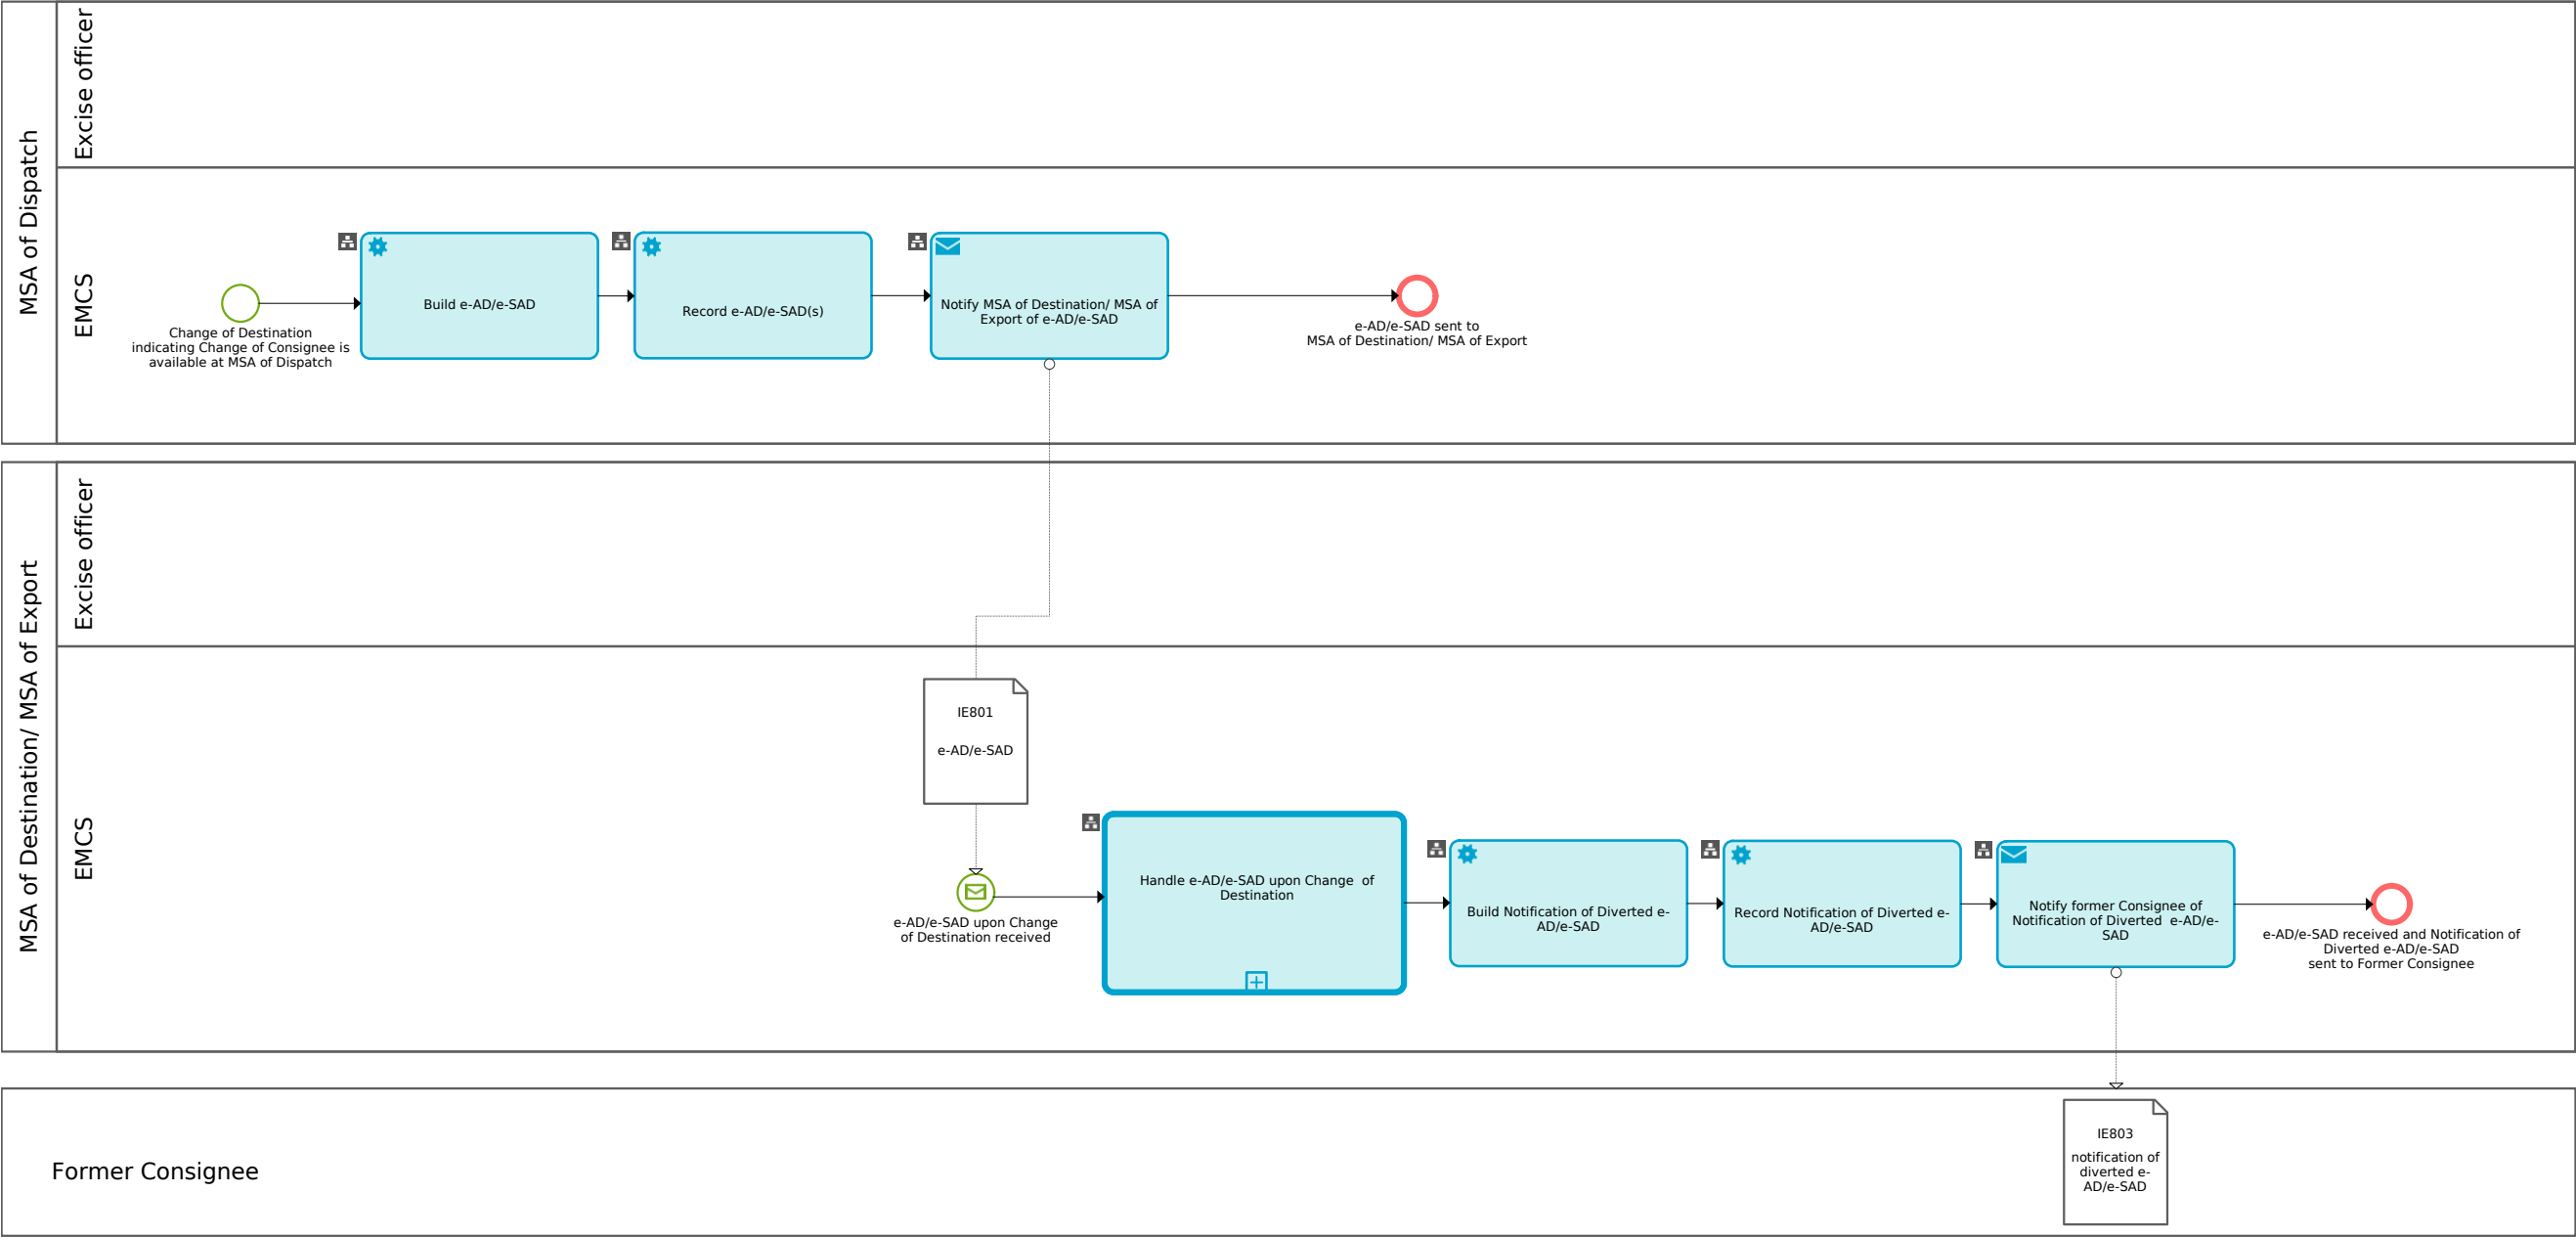 MSA of Dispatch
Excise officer
EMCS
Change of Destination
indicating Change of Consignee is
available at MSA of Dispatch
Build e-AD/e-SAD
Record e-AD/e-SAD(s)
Notify MSA of Destination/ MSA of
Export of e-AD/e-SAD
e-AD/e-SAD sent to
MSA of Destination/ MSA of Export
MSA of Destination/ MSA of Export
Excise officer
EMCS
IE801
e-AD/e-SAD
e-AD/e-SAD upon Change
of Destination received
Handle e-AD/e-SAD upon Change  of
Destination
Build Notification of Diverted e-
AD/e-SAD
Record Notification of Diverted e-
AD/e-SAD
Notify former Consignee of
Notification of Diverted  e-AD/e-
SAD
e-AD/e-SAD received and Notification of
Diverted e-AD/e-SAD
sent to Former Consignee
Former Consignee
IE803
notification of
diverted e-
AD/e-SAD